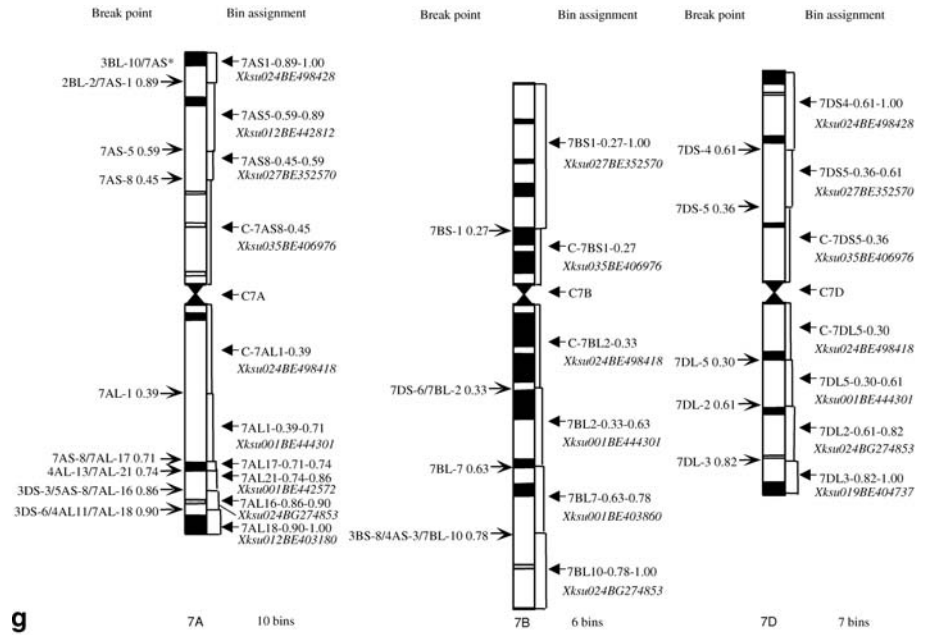 Break point
Bin assignment
Break point
Bin assignment
Break point
Bin assignment
3BL-10/7AS*
2BL-2/7AS-1 0.89
7AS-5 0.59
7AS-8 0.45
7AL-1 0.39
7AS-8/7AL-17 0.71
4AL-13/7AL-21 0.74
3DS-3/5AS-8/7AL-16 0.86
3DS-6/4AL11/7AL-18 0.90
7AS1-0.89-1.00
Xksu024BE498428
7AS5-0.59-0.89
Xksu012BE442812
7AS8-0.45-0.59
Xksu027BE352570
C-7AS8-0.45
Xksu035BE406976
C7A
C-7AL1-0.39
Xksu024BE498418
7AL1-0.39-0.71
Xksu001BE444301
7AL17-0.71-0.74
7AL21-0.74-0.86
Xksu001BE442572
7AL16-0.86-0.90
Xksu024BG274853
7AL18-0.90-1.00
Xksu012BE403180
7BS-1 0.27
7DS-6/7BL-2 0.33
7BL-7 0.63
3BS-8/4AS-3/7BL-10 0.78
7BS1-0.27-1.00
Xksu027BE352570
C-7BS1-0.27
Xksu035BE406976
C7B
C-7BL2-0.33
Xksu024BE498418
7BL2-0.33-0.63
Xksu001BE444301
7BL7-0.63-0.78
Xksu001BE403860
7BL10-0.78-1.00
Xksu024BG274853
7DS-4 0.61
7DS-5 0.36
7DL-5 0.30
7DL-2 0.61
7DL-3 0.82
7DS4-0.61-1.00
Xksu024BE498428
7DS5-0.36-0.61
Xksu027BE352570
C-7DS5-0.36
Xksu035BE406976
C7D
C-7DL5-0.30
Xksu024BE498418
7DL5-0.30-0.61
Xksu001BE444301
7DL2-0.61-0.82
Xksu024BG274853
7DL3-0.82-1.00
Xksu019BE404737
g
7A
10 bins
7B
6 bins
7D
7 bins